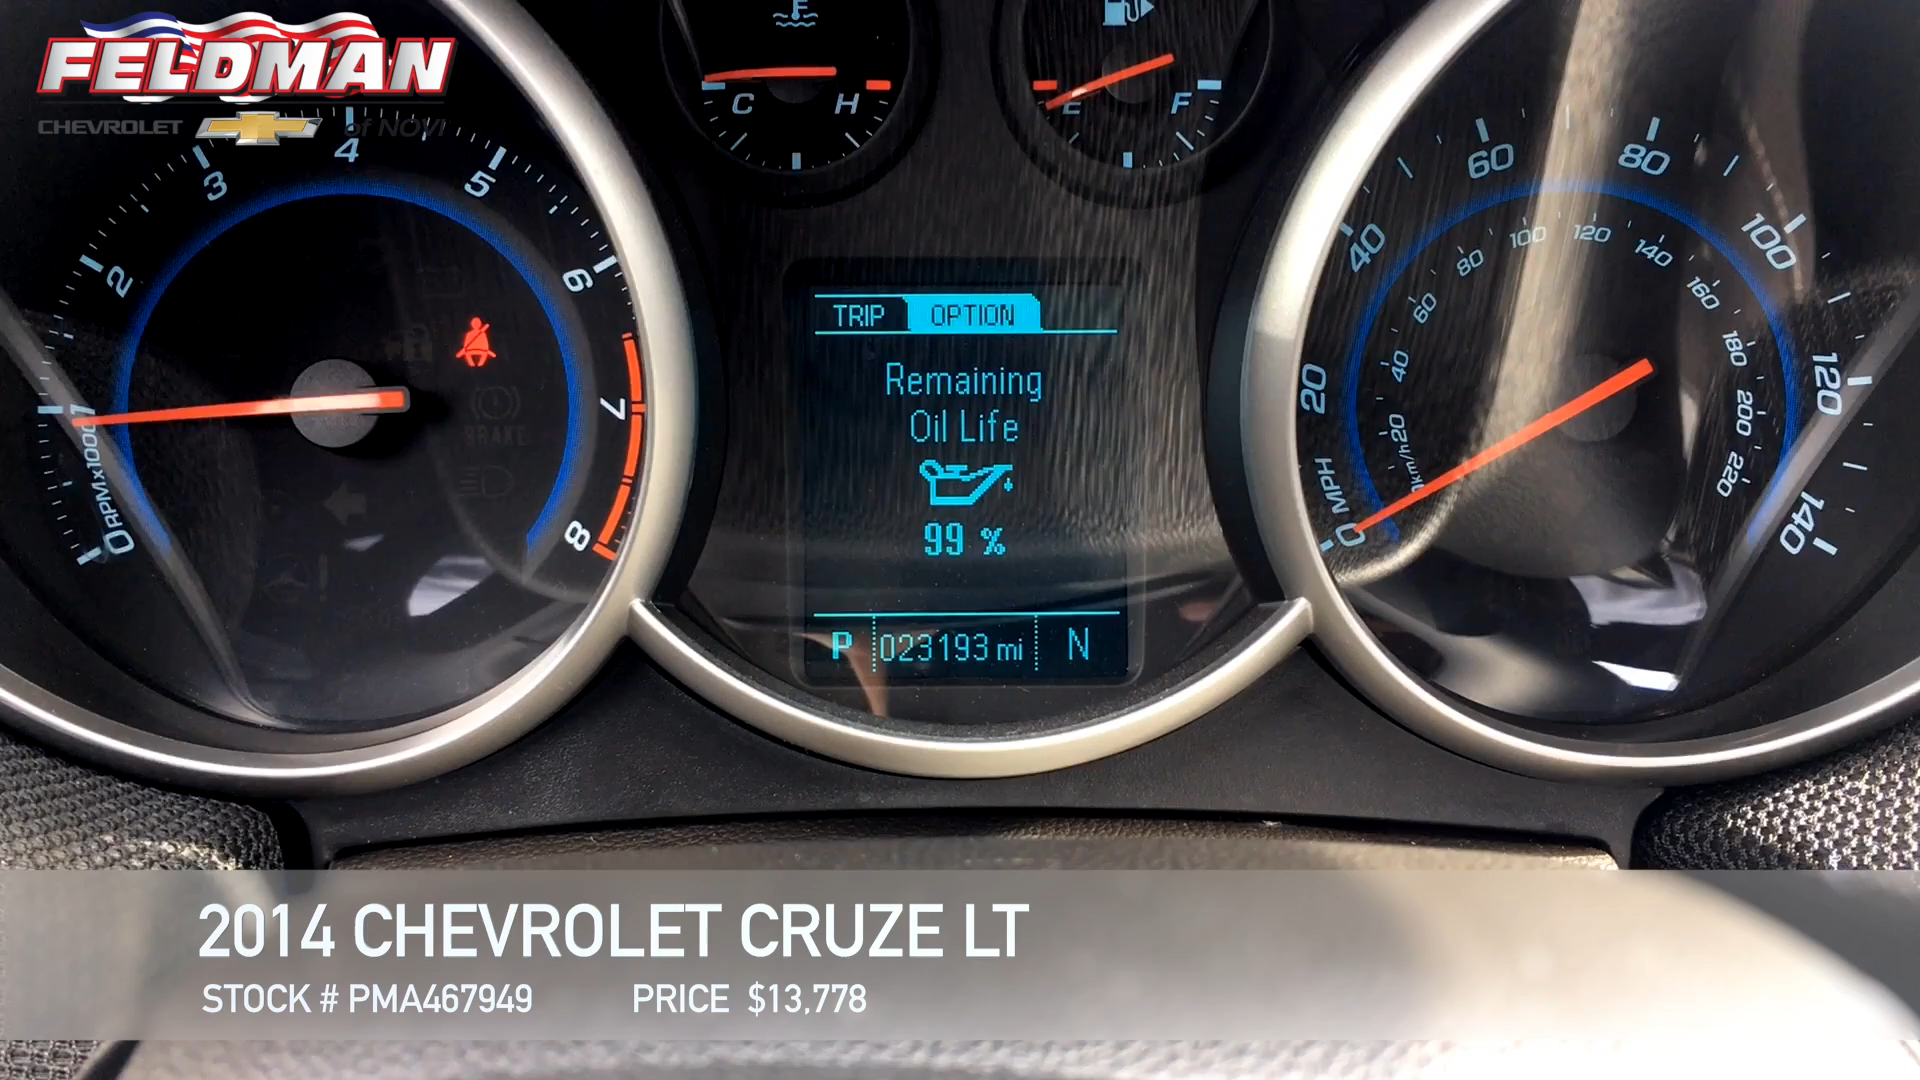 FELDMAN
CHEVROLET of NOVI
C H
E F
0 RPMx1000 1 2 3 4 5 6 7 8
BRAKE
TRIP OPTION
Remaining
Oil Life
99 %
P 023193 mi N
0 MPH 20 40 60 80 100 120 140
km/h 20 40 60 80 100 120 140 160 180 200 220
2014 CHEVROLET CRUZE LT
STOCK # PMA467949 PRICE $13,778